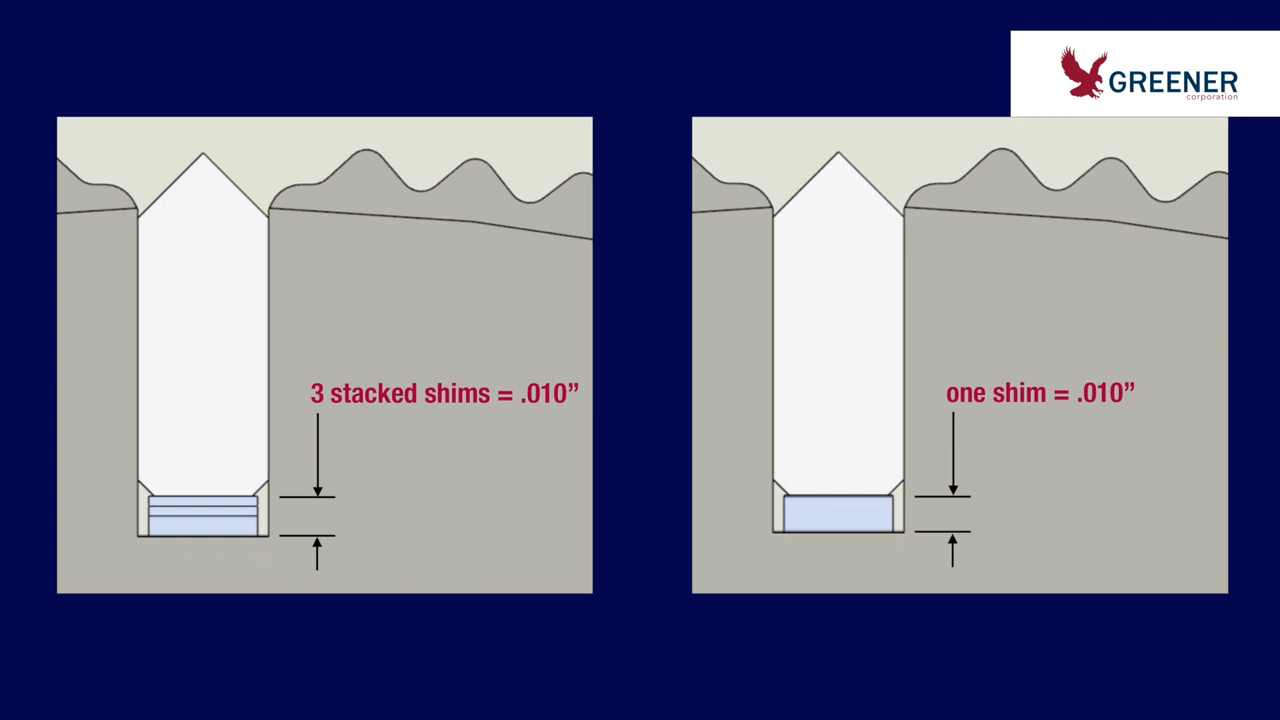 GREENER
corporation
3 stacked shims = .010”
one shim = .010”